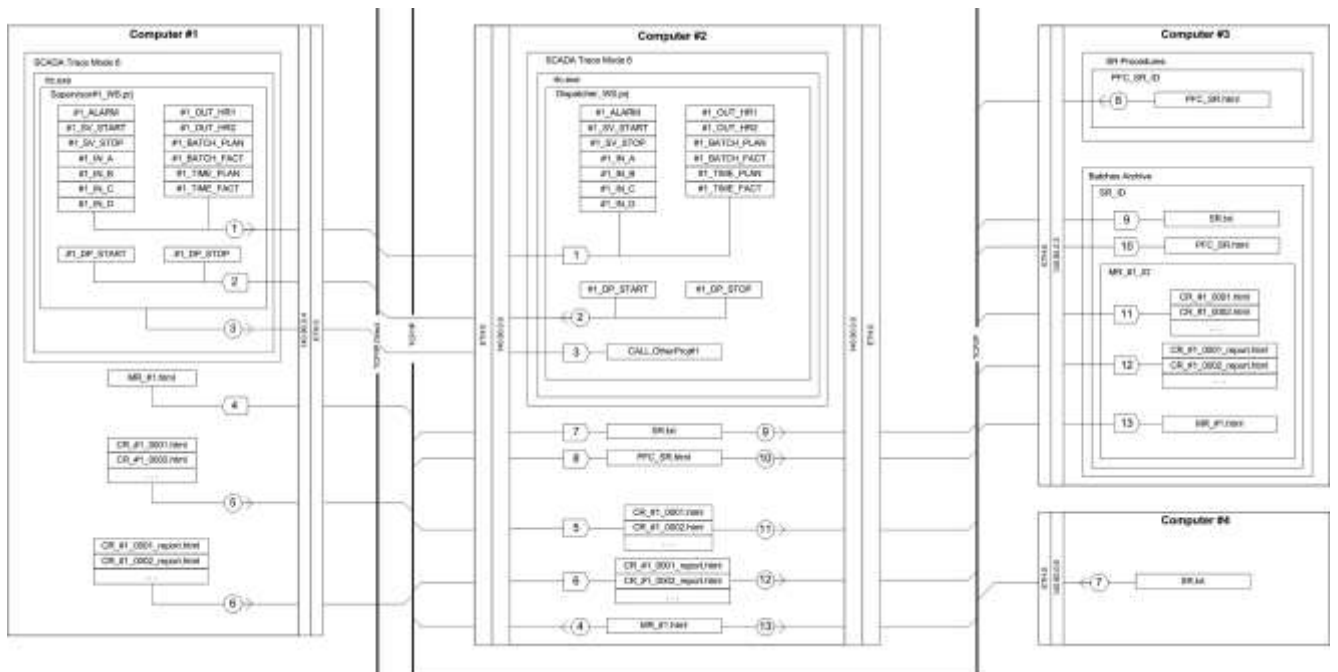 Computer #1
SCADA Trace Mode 6
rtc.exe
Supervisor#1_WS.prj
#1_ALARM
#1_SV_START
#1_SV_STOP
#1_IN_A
#1_IN_B
#1_IN_C
#1_IN_D
#1_OUT_HR1
#1_OUT_HR2
#1_BATCH_PLAN
#1_BATCH_FACT
#1_TIME_PLAN
#1_TIME_FACT
1
#1_DP_START
#1_DP_STOP
2
3
MR_#1.html
4
CR_#1_0001.html
CR_#1_0002.html
. . .
5
CR_#1_0001_report.html
CR_#1_0002_report.html
. . .
6
Computer #2
SCADA Trace Mode 6
rtc.exe
Dispatcher_WS.prj
#1_ALARM
#1_SV_START
#1_SV_STOP
#1_IN_A
#1_IN_B
#1_IN_C
#1_IN_D
#1_OUT_HR1
#1_OUT_HR2
#1_BATCH_PLAN
#1_BATCH_FACT
#1_TIME_PLAN
#1_TIME_FACT
1
#1_DP_START
#1_DP_STOP
2
3
CALL.OtherProj#1
7
SR.txt
9
8
PFC_SR.html
10
CR_#1_0001.html
5
CR_#1_0002.html
11
. . .
CR_#1_0001_report.html
6
CR_#1_0002_report.html
12
. . .
4
MR_#1.html
13
Computer #3
SR Procedures
PFC_SR_ID
8
PFC_SR.html
Batches Archive
SR_ID
9
SR.txt
10
PFC_SR.html
MR_#1_ID
CR_#1_0001.html
11
CR_#1_0002.html
. . .
CR_#1_0001_report.html
12
CR_#1_0002_report.html
. . .
13
MR_#1.html
Computer #4
7
SR.txt